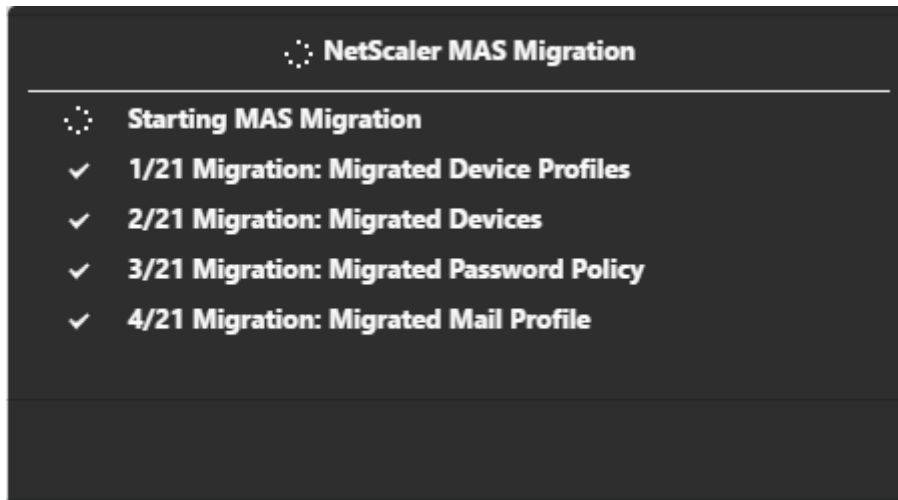 NetScaler MAS Migration
Starting MAS Migration
1/21 Migration: Migrated Device Profiles
2/21 Migration: Migrated Devices
3/21 Migration: Migrated Password Policy
4/21 Migration: Migrated Mail Profile